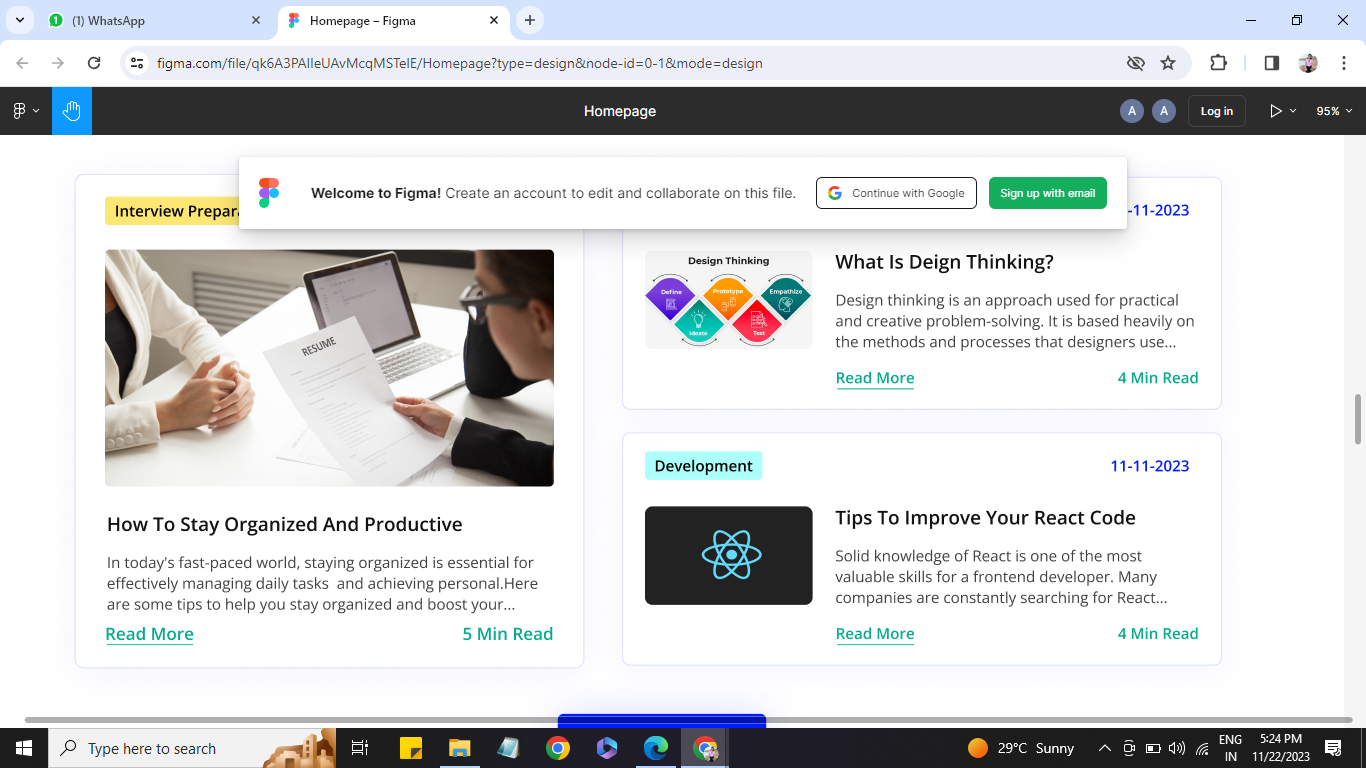 (1) WhatsApp
Homepage – Figma
figma.com/file/qk6A3PAIIeUAvMcqMSTeIE/Homepage?type=design&node-id=0-1&mode=design
Homepage
A
A
Log in
95%
Welcome to Figma! Create an account to edit and collaborate on this file.
Continue with Google
Sign up with email
Interview
RESUME
How To Stay Organized And Productive
In today's fast-paced world, staying organized is essential for
effectively managing daily tasks and achieving personal.Here
are some tips to help you stay organized and boost your...
Read More
5 Min Read
-11-2023
Design Thinking
Define
Prototype
Empathize
Ideate
Test
What Is Deign Thinking?
Design thinking is an approach used for practical
and creative problem-solving. It is based heavily on
the methods and processes that designers use...
Read More
4 Min Read
Development
11-11-2023
Tips To Improve Your React Code
Solid knowledge of React is one of the most
valuable skills for a frontend developer. Many
companies are constantly searching for React...
Read More
4 Min Read
Type here to search
29°C Sunny
ENG
IN
5:24 PM
11/22/2023